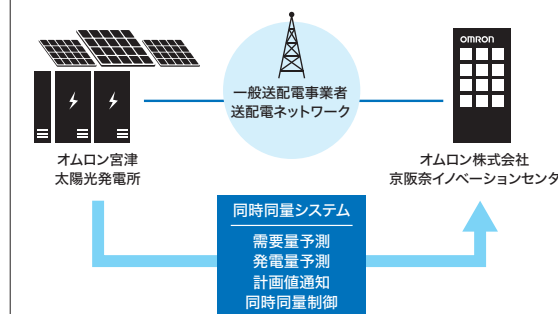 OMRON
一般送配電事業者
送配電ネットワーク
オムロン宮津
太陽光発電所
オムロン株式会社
京阪奈イノベーションセンタ
同時同量システム
需要量予測
発電量予測
計画値通知
同時同量制御